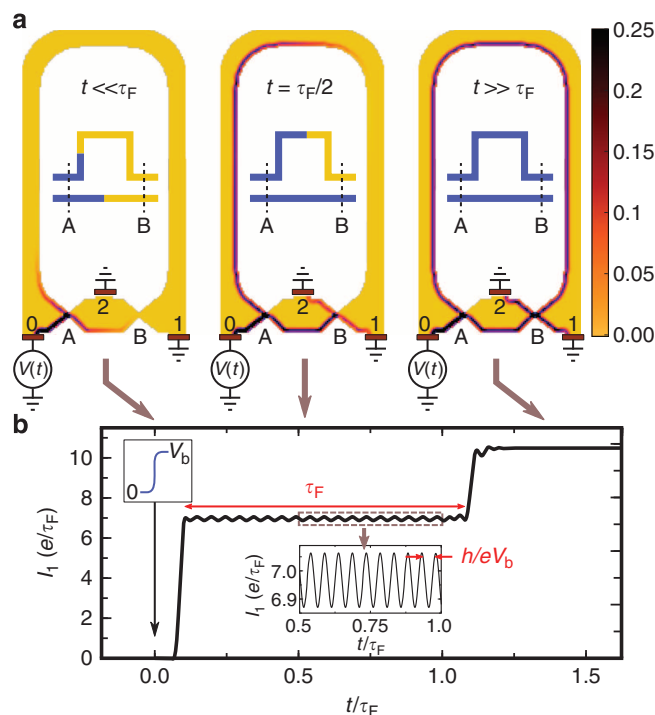 a
t <<τF
t = τF/2
t >> τF
A B
A B
A B
0 A 2 B 1
0 A 2 B 1
0 A 2 B 1
V(t)
V(t)
V(t)
0.25
0.20
0.15
0.10
0.05
0.00
b
I1 (e/τF)
10
8
6
4
2
0
Vb
0
τF
h/eVb
I1 (e/τF)
7.0
6.9
0.5 0.75 1.0
t/τF
0.0 0.5 1.0 1.5
t/τF